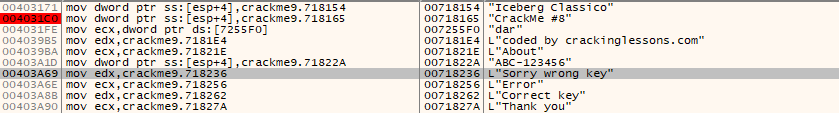 00403171 mov dword ptr ss:[esp+4],crackme9.718154 00718154 "Iceberg Classico"
004031C0 mov dword ptr ss:[esp+4],crackme9.718165 00718165 "CrackMe #8"
004031FE mov ecx,dword ptr ds:[7255F0] 007255F0 "dar"
004039B5 mov edx,crackme9.7181E4 007181E4 L"coded by crackinglessons.com"
004039BA mov ecx,crackme9.71821E 0071821E L"About"
00403A1D mov dword ptr ss:[esp+4],crackme9.71822A 0071822A "ABC-123456"
00403A69 mov edx,crackme9.718236 00718236 L"Sorry wrong key"
00403A6E mov ecx,crackme9.718256 00718256 L"Error"
00403A8B mov edx,crackme9.718262 00718262 L"Correct key"
00403A90 mov ecx,crackme9.71827A 0071827A L"Thank you"